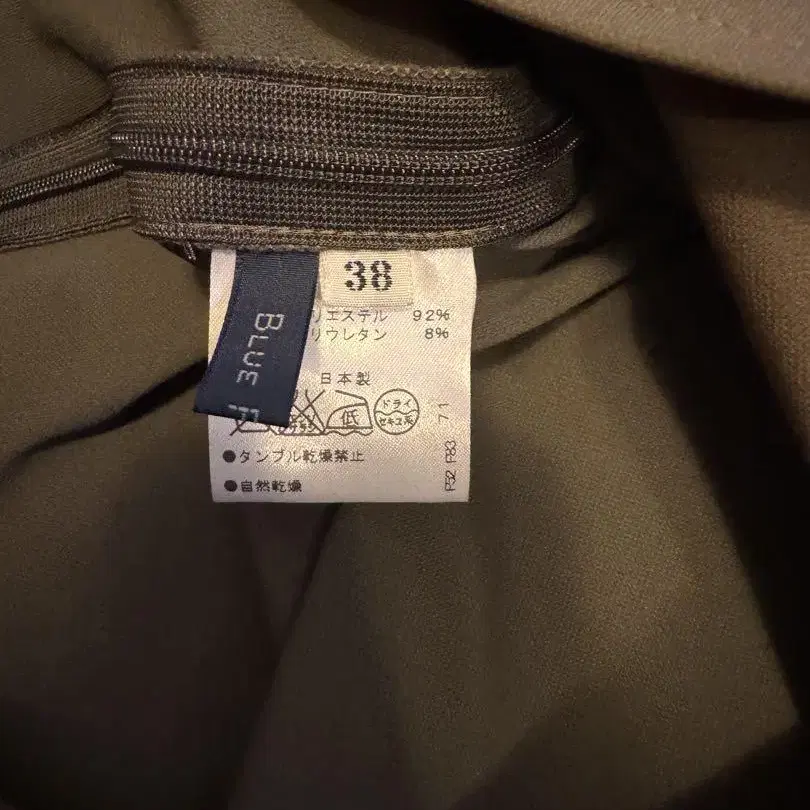 38
BLUE
リエステル 92%
リウレタン 8%
日本製
低
ドライ
セキユ系
●タンブル乾燥禁止
●自然乾燥
P52 F83 71